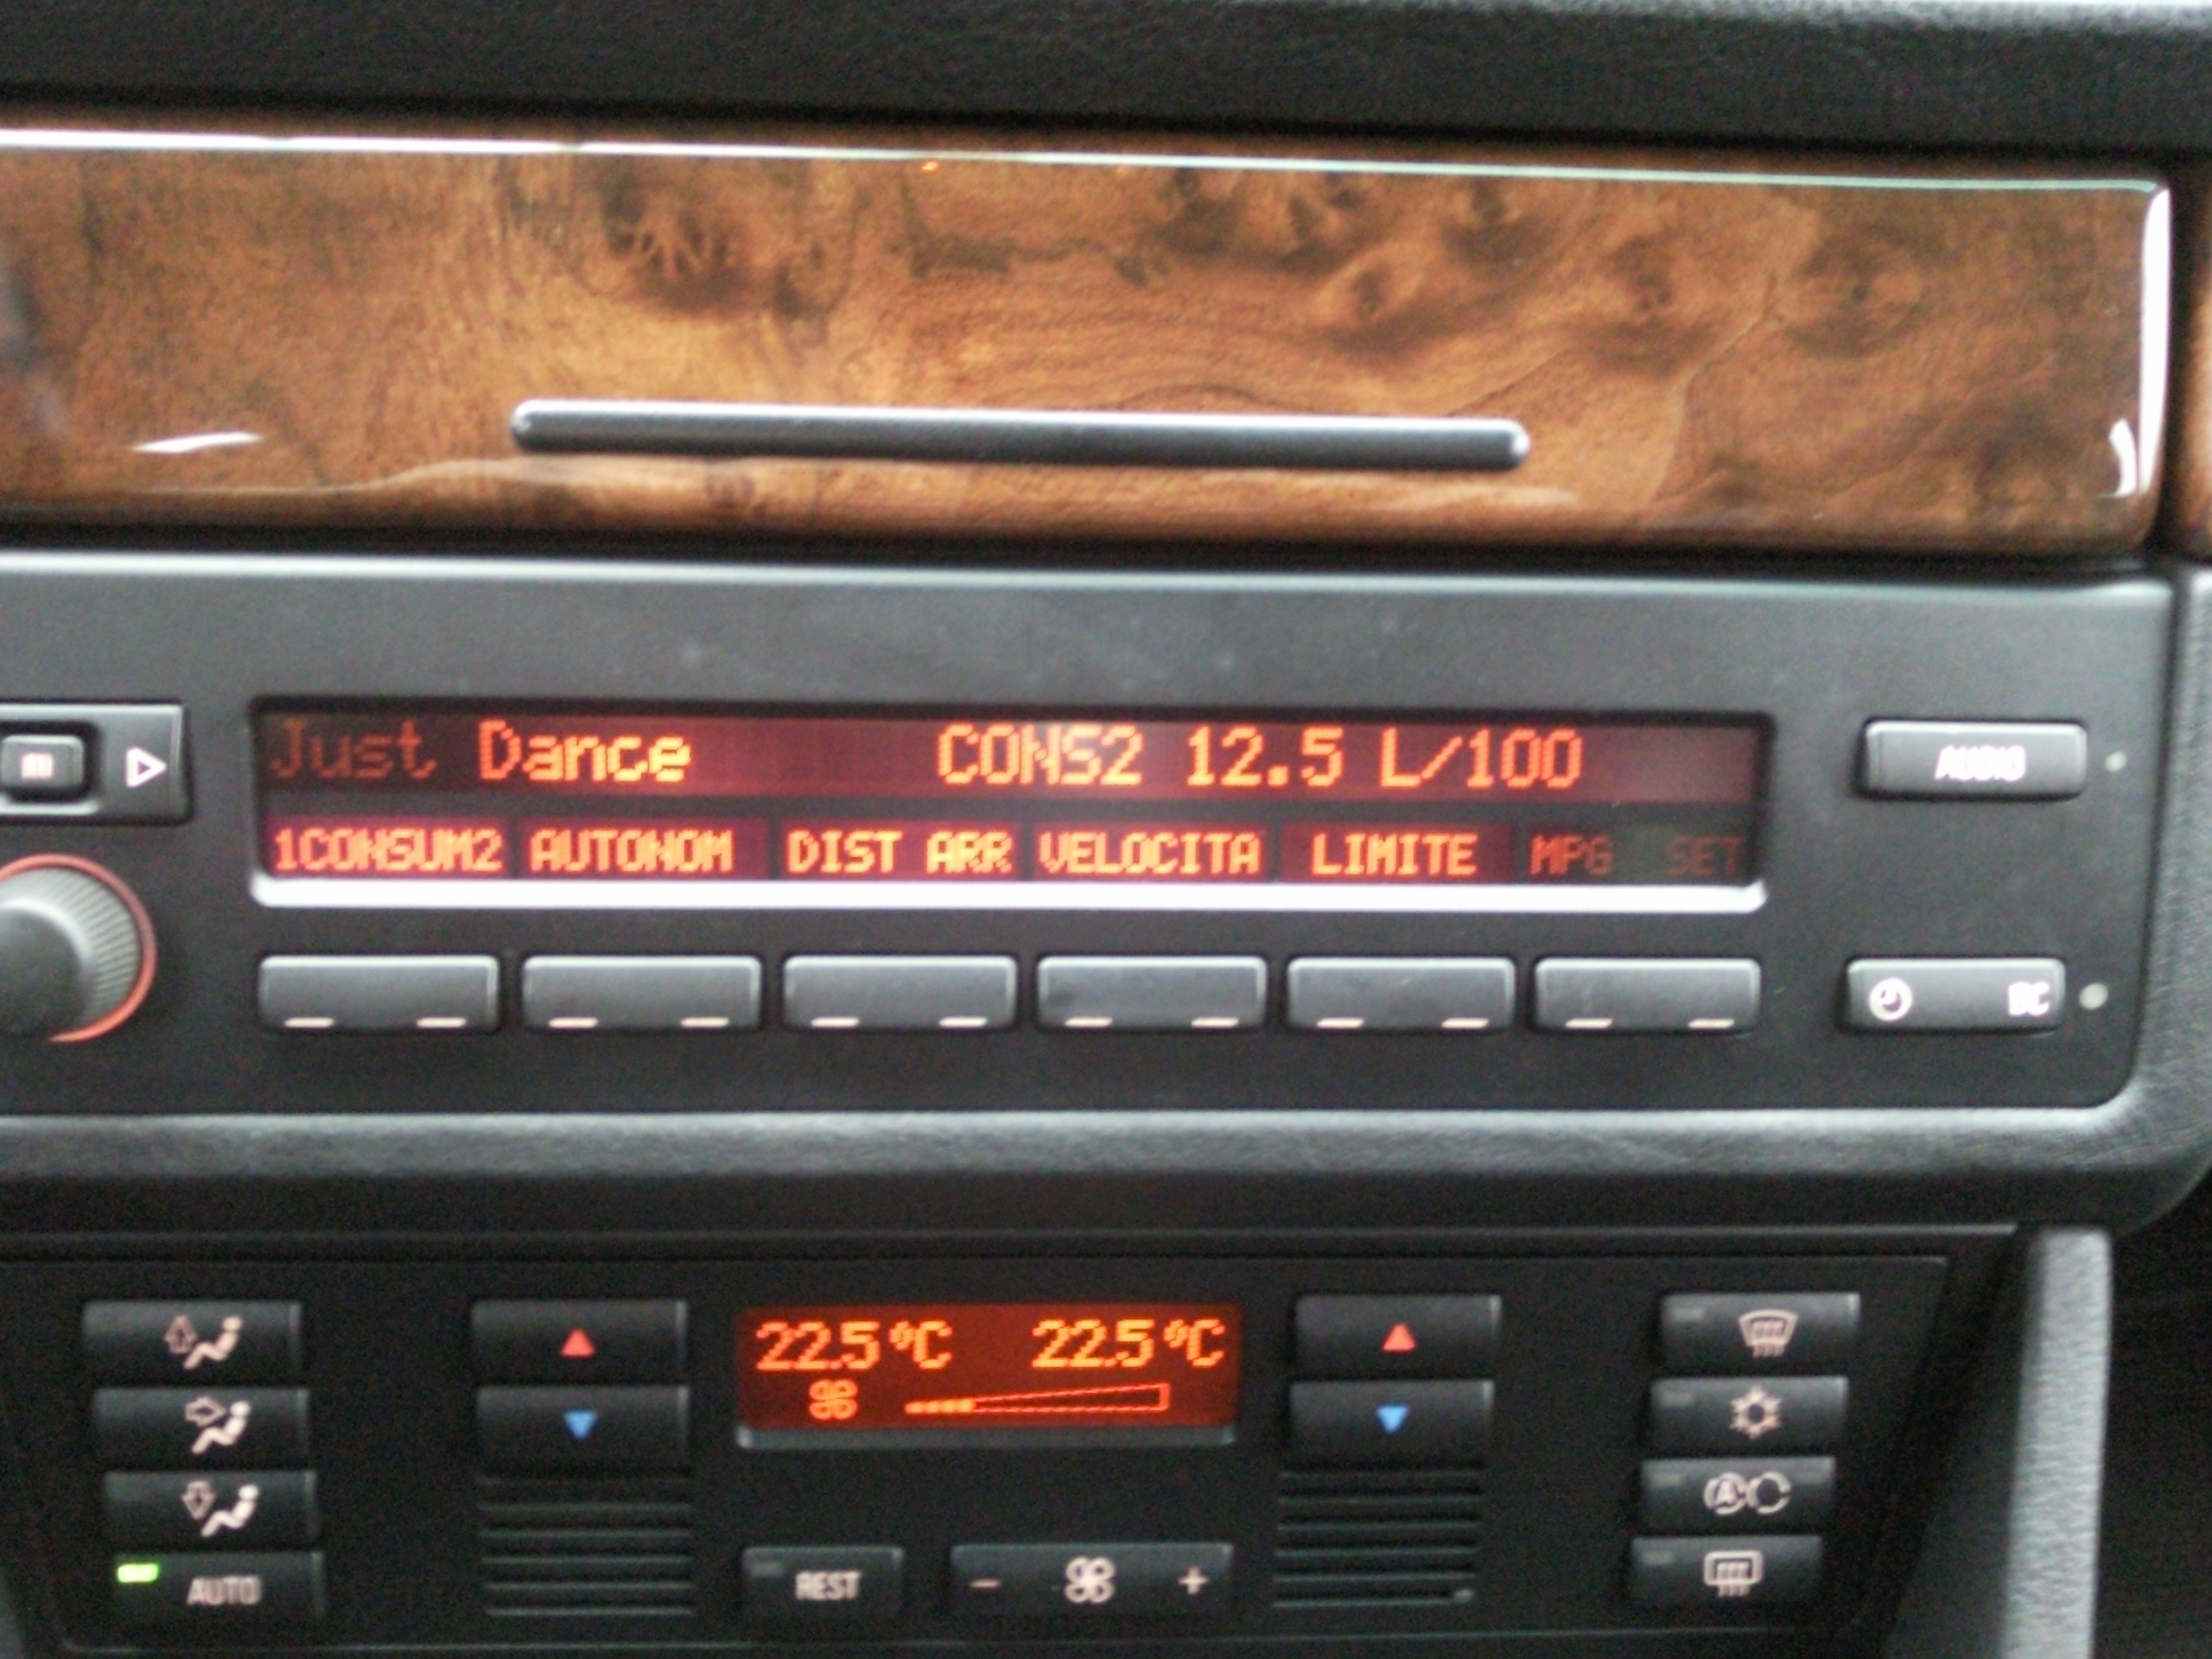 Just Dance CONS2 12.5 L/100
AUDIO
1CONSUM2 AUTONOM DIST ARR VELOCITA LIMITE MPG SET
BC
22.5°C 22.5°C
AUTO
REST
- +